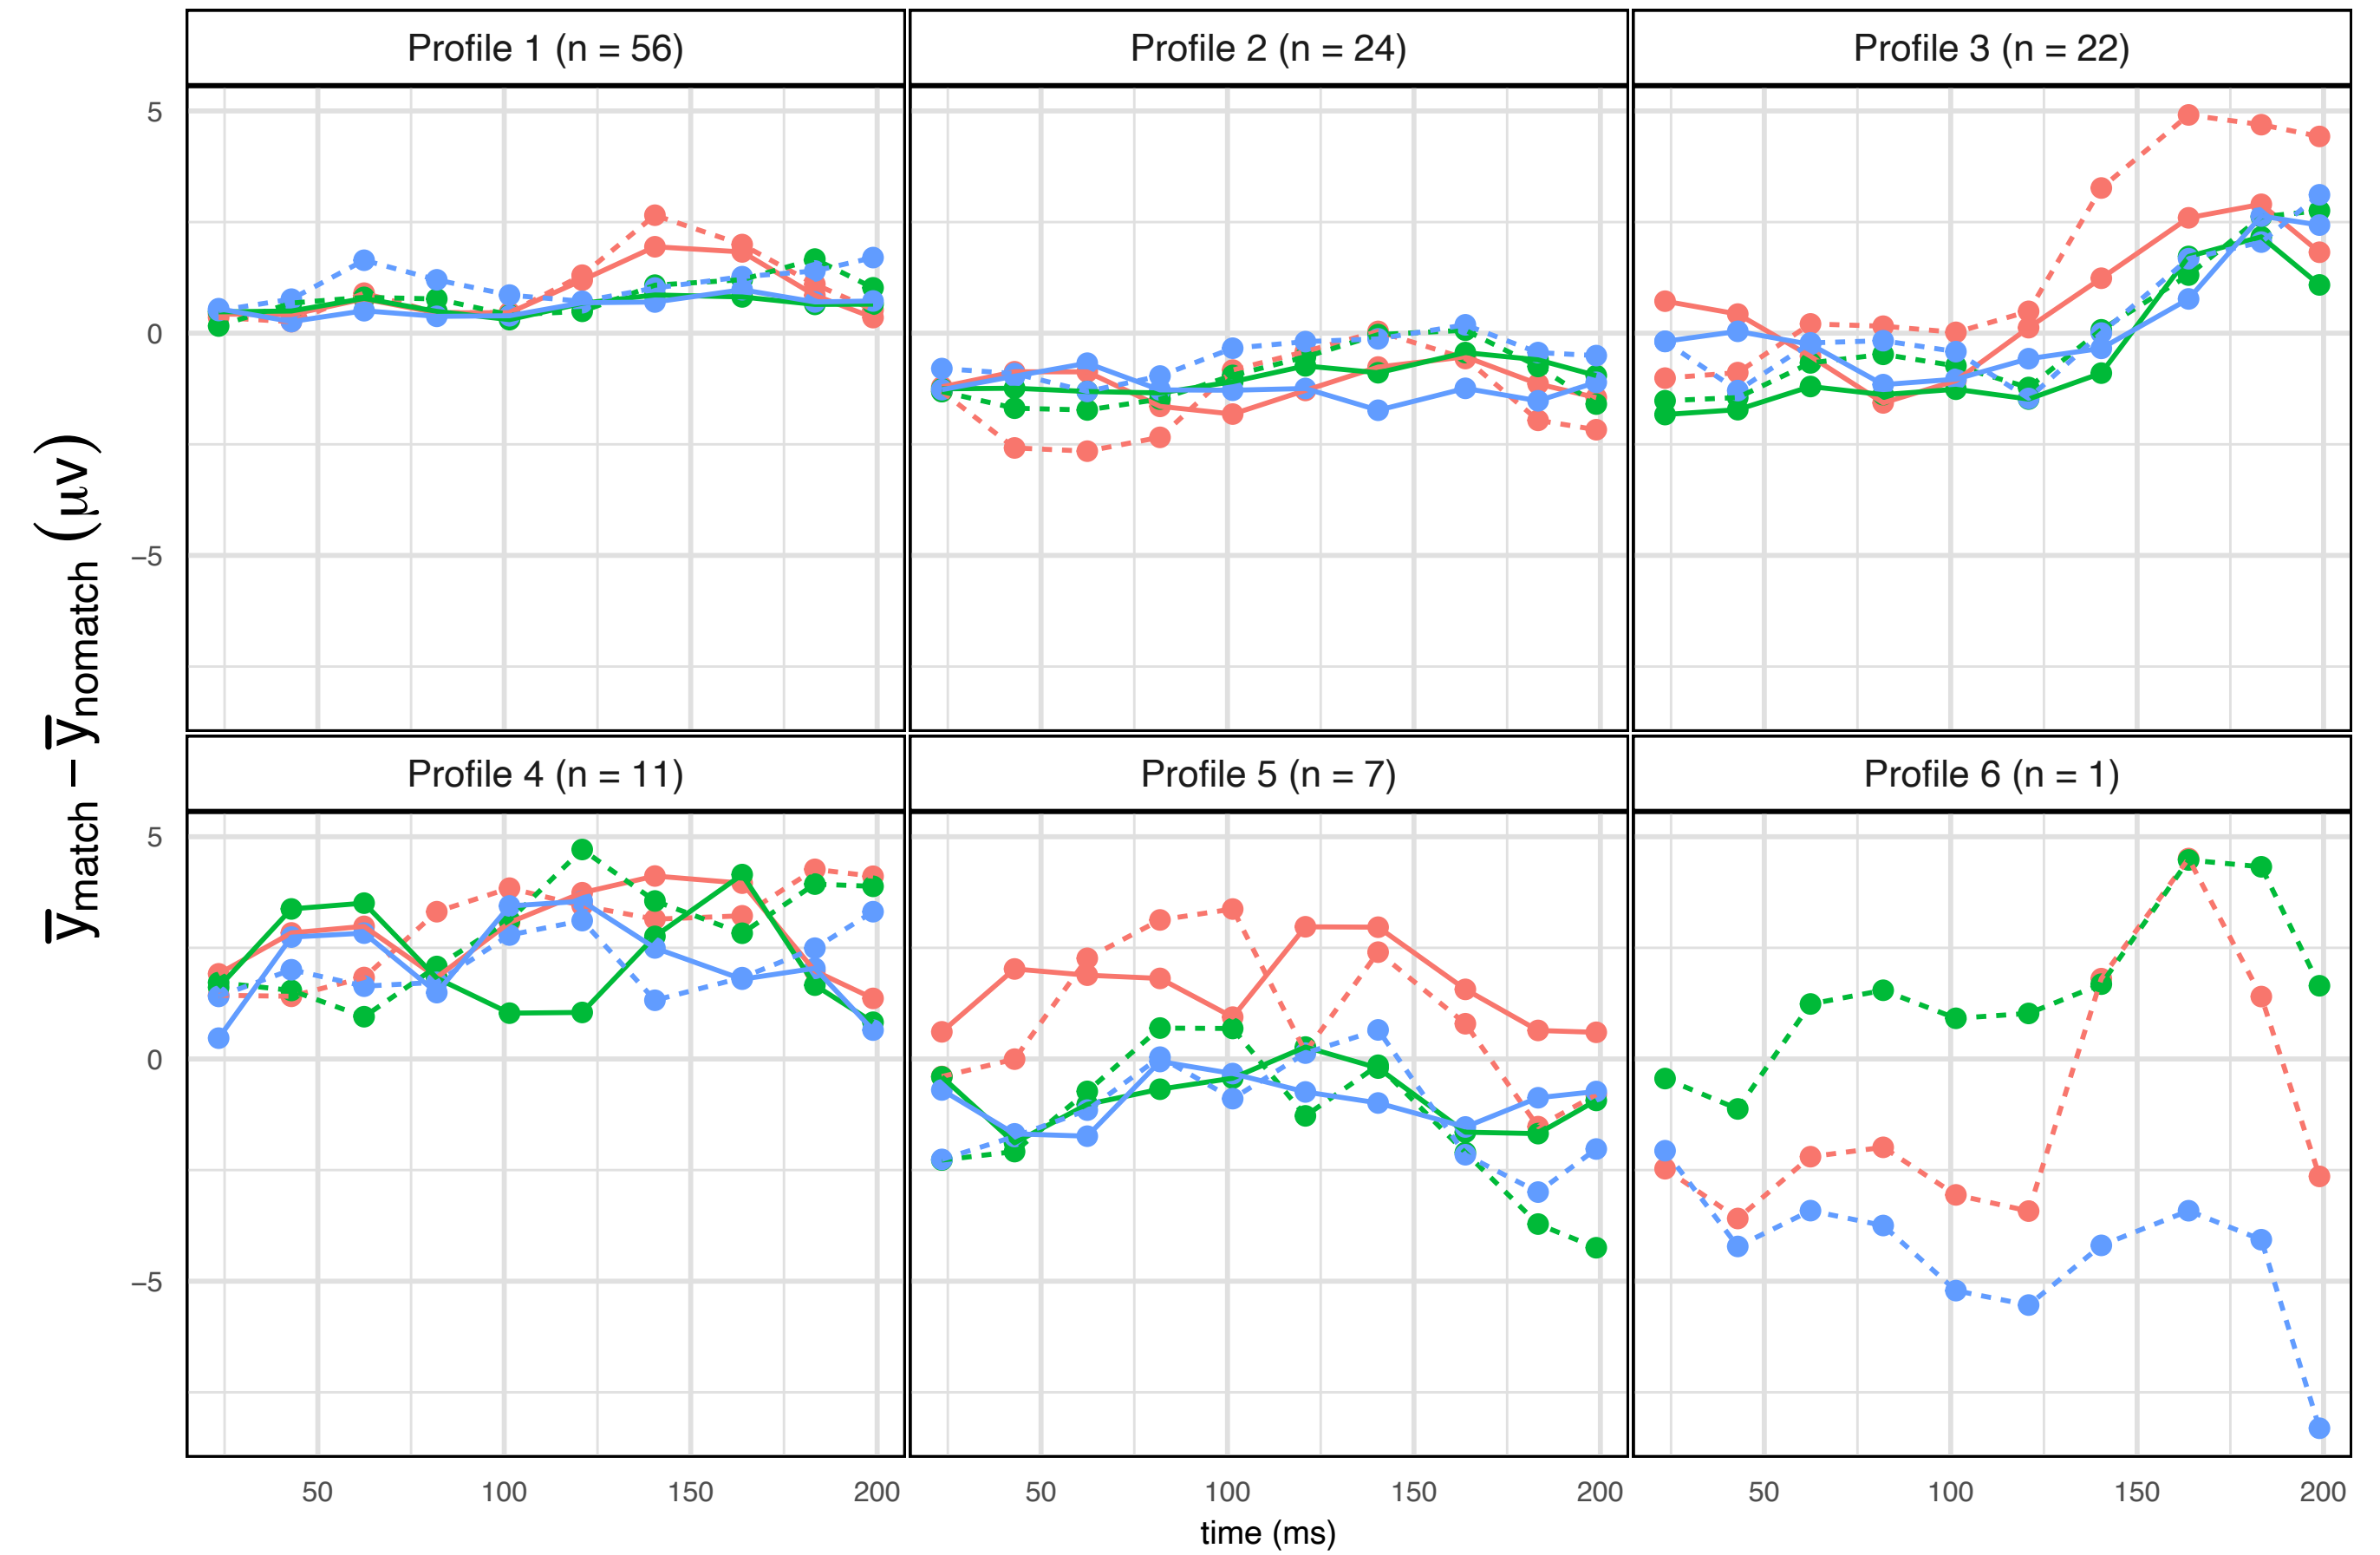 Profile 1 (n = 56)
Profile 2 (n = 24)
Profile 3 (n = 22)
5
0
−5
y̅match − y̅nomatch (μv)
Profile 4 (n = 11)
Profile 5 (n = 7)
Profile 6 (n = 1)
5
0
−5
50 100 150 200
50 100 150 200
50 100 150 200
time (ms)